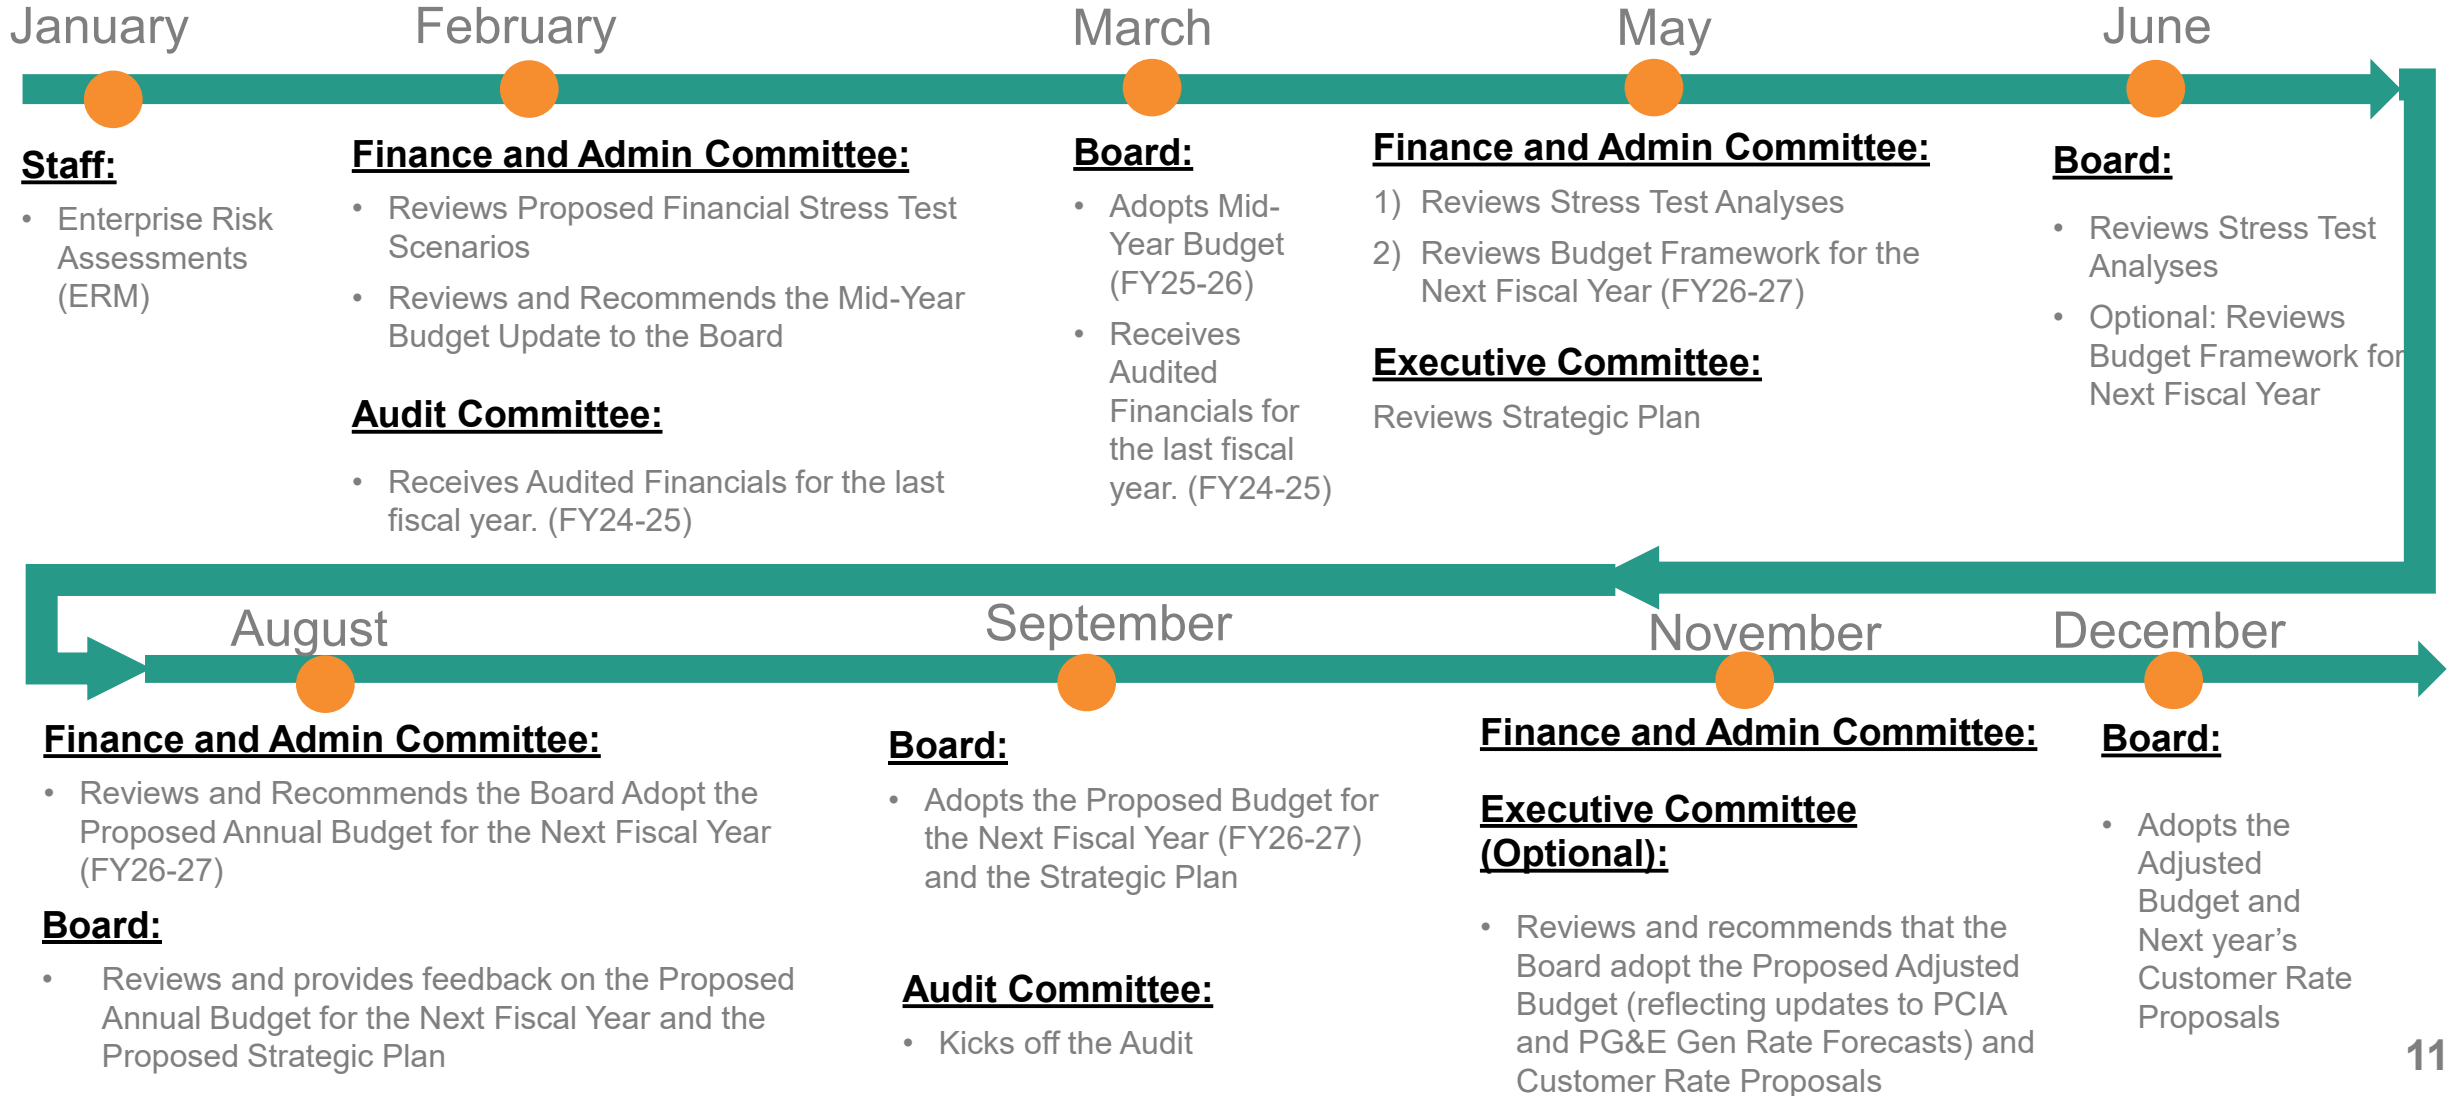 January
February
March
May
June
Staff:
• Enterprise Risk
Assessments
(ERM)
Finance and Admin Committee:
• Reviews Proposed Financial Stress Test
Scenarios
• Reviews and Recommends the Mid-Year
Budget Update to the Board
Audit Committee:
• Receives Audited Financials for the last
fiscal year. (FY24-25)
Board:
• Adopts Mid-
Year Budget
(FY25-26)
• Receives
Audited
Financials for
the last fiscal
year. (FY24-25)
Finance and Admin Committee:
1) Reviews Stress Test Analyses
2) Reviews Budget Framework for the
Next Fiscal Year (FY26-27)
Executive Committee:
Reviews Strategic Plan
Board:
• Reviews Stress Test
Analyses
• Optional: Reviews
Budget Framework for
Next Fiscal Year
August
September
November
December
Finance and Admin Committee:
• Reviews and Recommends the Board Adopt the
Proposed Annual Budget for the Next Fiscal Year
(FY26-27)
Board:
• Reviews and provides feedback on the Proposed
Annual Budget for the Next Fiscal Year and the
Proposed Strategic Plan
Board:
• Adopts the Proposed Budget for
the Next Fiscal Year (FY26-27)
and the Strategic Plan
Audit Committee:
• Kicks off the Audit
Finance and Admin Committee:
Executive Committee
(Optional):
• Reviews and recommends that the
Board adopt the Proposed Adjusted
Budget (reflecting updates to PCIA
and PG&E Gen Rate Forecasts) and
Customer Rate Proposals
Board:
• Adopts the
Adjusted
Budget and
Next year’s
Customer Rate
Proposals
11